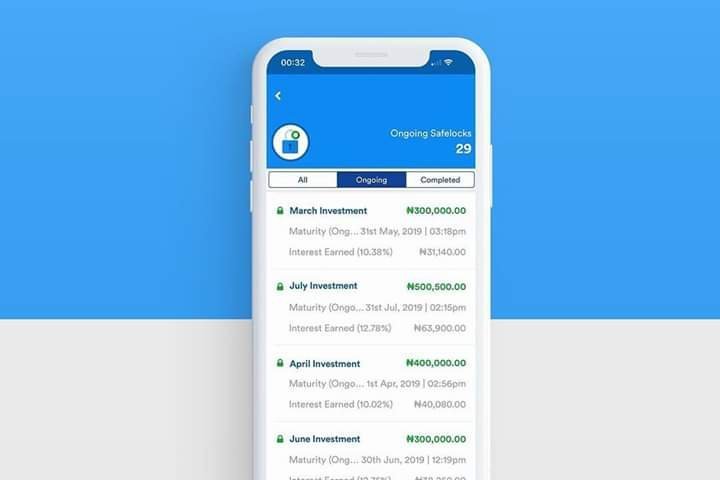 00:32
Ongoing Safelocks
29
All Ongoing Completed
March Investment ₦300,000.00
Maturity (Ong... 31st May, 2019 | 03:18pm
Interest Earned (10.38%) ₦31,140.00
July Investment ₦500,500.00
Maturity (Ongo... 31st Jul, 2019 | 02:15pm
Interest Earned (12.78%) ₦63,900.00
April Investment ₦400,000.00
Maturity (Ongo... 1st Apr, 2019 | 02:56pm
Interest Earned (10.02%) ₦40,080.00
June Investment ₦300,000.00
Maturity (Ong... 30th Jun, 2019 | 12:19pm
Interest Earned